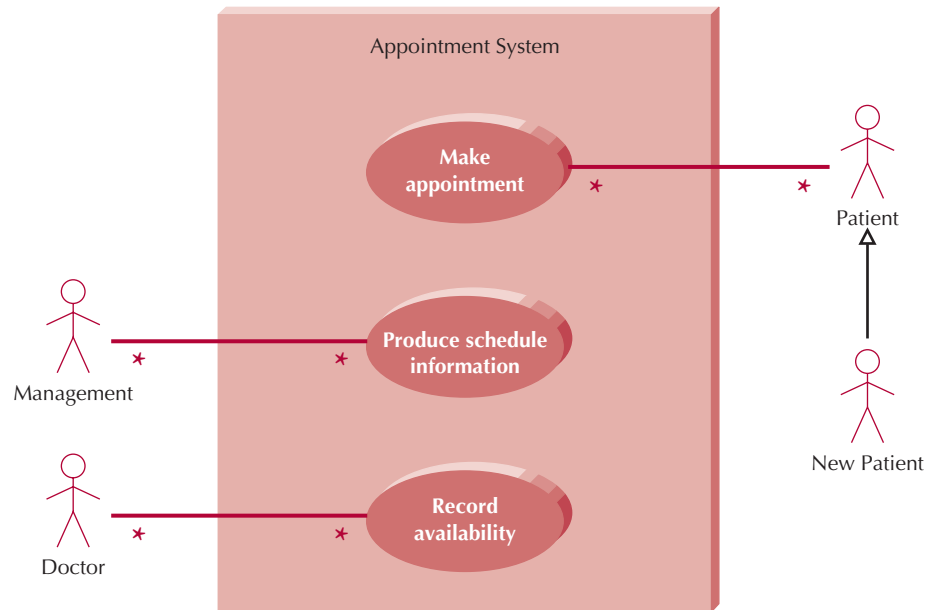 Appointment System
Make
appointment
*
*
Patient
Produce schedule
information
*
*
Management
New Patient
Record
availability
*
*
Doctor